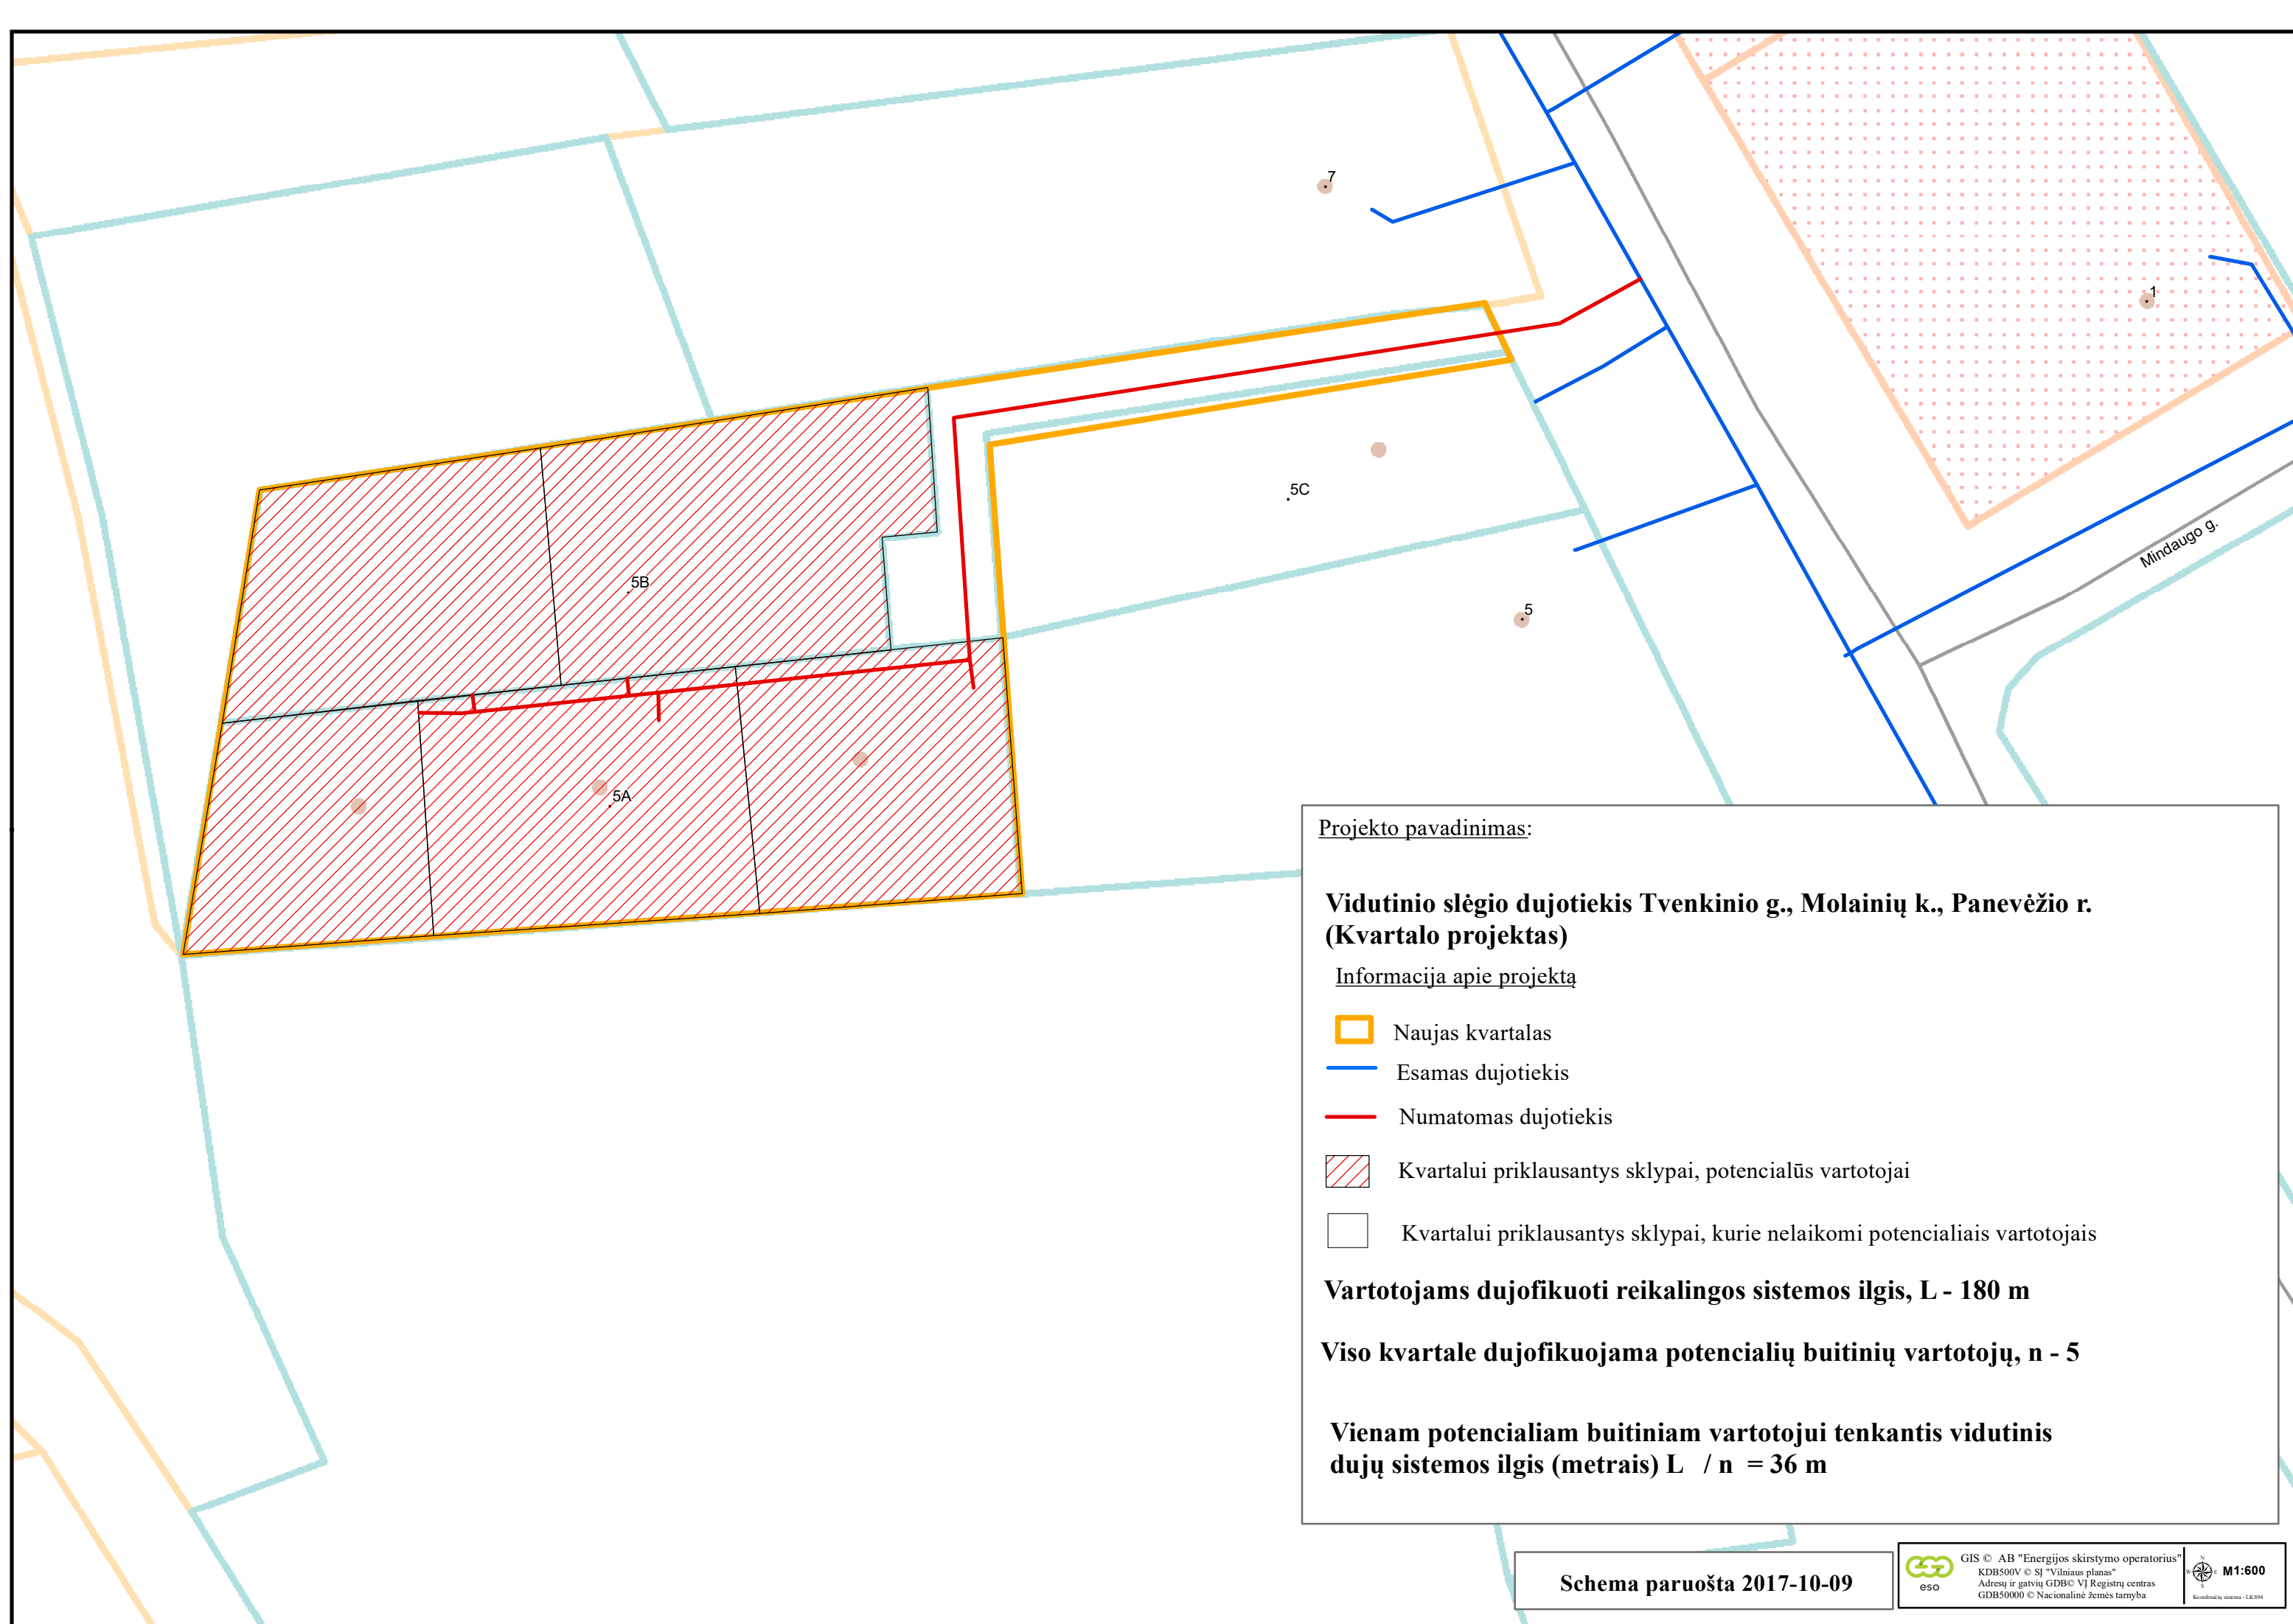 7
1
5C
5B
5
Mindaugo g.
5A
Projekto pavadinimas:
Vidutinio slėgio dujotiekis Tvenkinio g., Molainių k., Panevėžio r.
(Kvartalo projektas)
Informacija apie projektą
Naujas kvartalas
Esamas dujotiekis
Numatomas dujotiekis
Kvartalui priklausantys sklypai, potencialūs vartotojai
Kvartalui priklausantys sklypai, kurie nelaikomi potencialiais vartotojais
Vartotojams dujofikuoti reikalingos sistemos ilgis, L - 180 m
Viso kvartale dujofikuojama potencialių buitinių vartotojų, n - 5
Vienam potencialiam buitiniam vartotojui tenkantis vidutinis
dujų sistemos ilgis (metrais) L / n = 36 m
Schema paruošta 2017-10-09
eso
GIS © AB "Energijos skirstymo operatorius"
KDB500V © SĮ "Vilniaus planas"
Adresų ir gatvių GDB© VĮ Registrų centras
GDB50000 © Nacionalinė žemės tarnyba
N
W
E
S
M1:600
Koordinačių sistema - LKS94